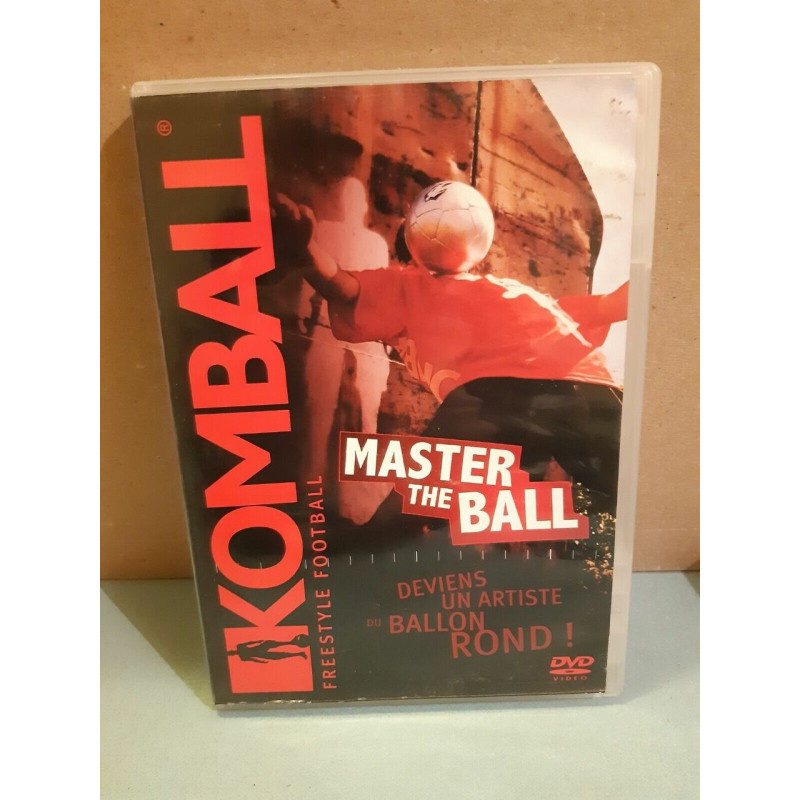 KOMBALL®
FREESTYLE FOOTBALL
MASTER
THE BALL
DEVIENS
UN ARTISTE
DU BALLON
ROND !
DVD
VIDEO